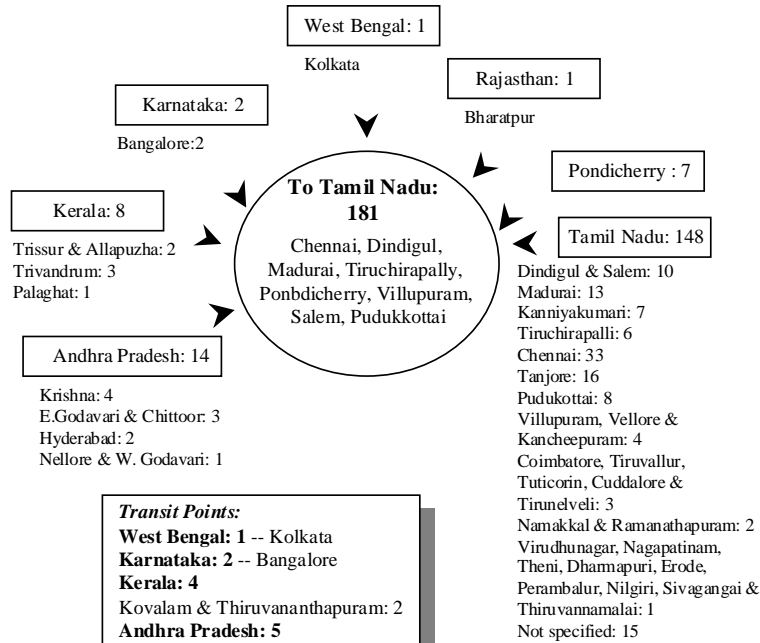 West Bengal: 1
Kolkata
Rajasthan: 1
Bharatpur
Karnataka: 2
Bangalore:2
Pondicherry : 7
Kerala: 8
Trissur & Allapuzha: 2
Trivandrum: 3
Palaghat: 1
To Tamil Nadu:
181
Chennai, Dindigul,
Madurai, Tiruchirapally,
Ponbdicherry, Villupuram,
Salem, Pudukkottai
Tamil Nadu: 148
Dindigul & Salem: 10
Madurai: 13
Kanniyakumari: 7
Tiruchirapalli: 6
Chennai: 33
Tanjore: 16
Pudukottai: 8
Villupuram, Vellore &
Kancheepuram: 4
Coimbatore, Tiruvallur,
Tuticorin, Cuddalore &
Tirunelveli: 3
Namakkal & Ramanathapuram: 2
Virudhunagar, Nagapatinam,
Theni, Dharmapuri, Erode,
Perambalur, Nilgiri, Sivagangai &
Thiruvannamalai: 1
Not specified: 15
Andhra Pradesh: 14
Krishna: 4
E.Godavari & Chittoor: 3
Hyderabad: 2
Nellore & W. Godavari: 1
Transit Points:
West Bengal: 1 -- Kolkata
Karnataka: 2 -- Bangalore
Kerala: 4
Kovalam & Thiruvananthapuram: 2
Andhra Pradesh: 5